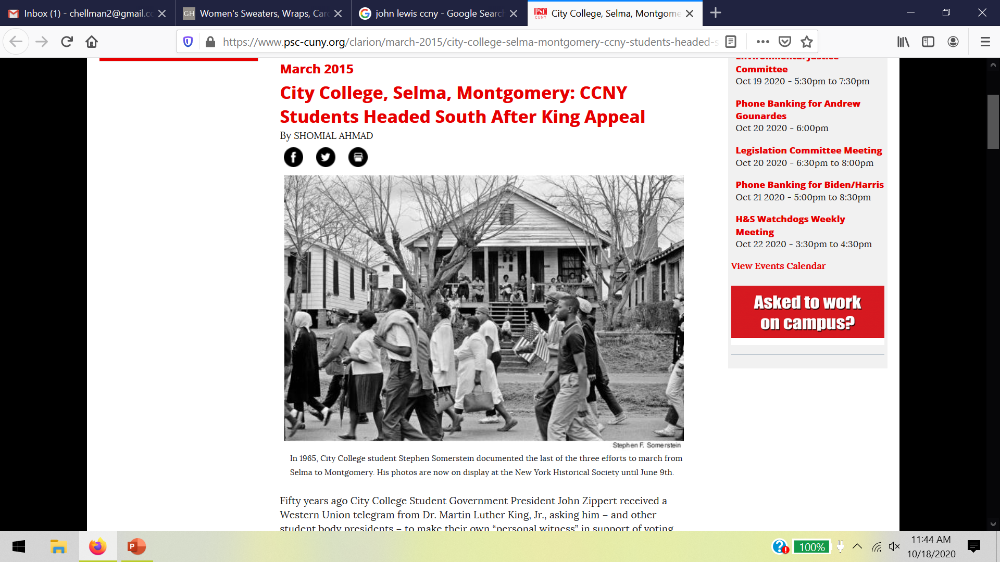 Inbox (1) - chellman2@gmail.c
GH
Women's Sweaters, Wraps, Car
john lewis ccny - Google Search
PSC
CUNY
City College, Selma, Montgome
https://www.psc-cuny.org/clarion/march-2015/city-college-selma-montgomery-ccny-students-headed-s
March 2015
City College, Selma, Montgomery: CCNY
Students Headed South After King Appeal
By SHOMIAL AHMAD
Stephen F. Somerstein
In 1965, City College student Stephen Somerstein documented the last of the three efforts to march from
Selma to Montgomery. His photos are now on display at the New York Historical Society until June 9th.
Fifty years ago City College Student Government President John Zippert received a
Western Union telegram from Dr. Martin Luther King, Jr., asking him – and other
student body presidents – to make their own “personal witness” in support of voting
Environmental Justice
Committee
Oct 19 2020 - 5:30pm to 7:30pm
Phone Banking for Andrew
Gounardes
Oct 20 2020 - 6:00pm
Legislation Committee Meeting
Oct 20 2020 - 6:30pm to 8:00pm
Phone Banking for Biden/Harris
Oct 21 2020 - 5:00pm to 8:30pm
H&S Watchdogs Weekly
Meeting
Oct 22 2020 - 3:30pm to 4:30pm
View Events Calendar
Asked to work
on campus?
100%
11:44 AM
10/18/2020